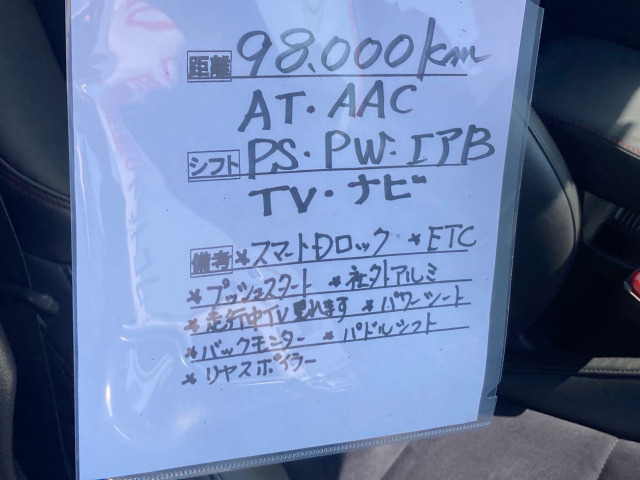 距離 98,000km
AT・AAC
シフト PS・PW・エアB
TV・ナビ
備考 *スマートDロック *ETC
*プッシュスタート *社外アルミ
*走行中TV見れます *パワーシート
*バックモニター *パドルシフト
*リヤスポイラー